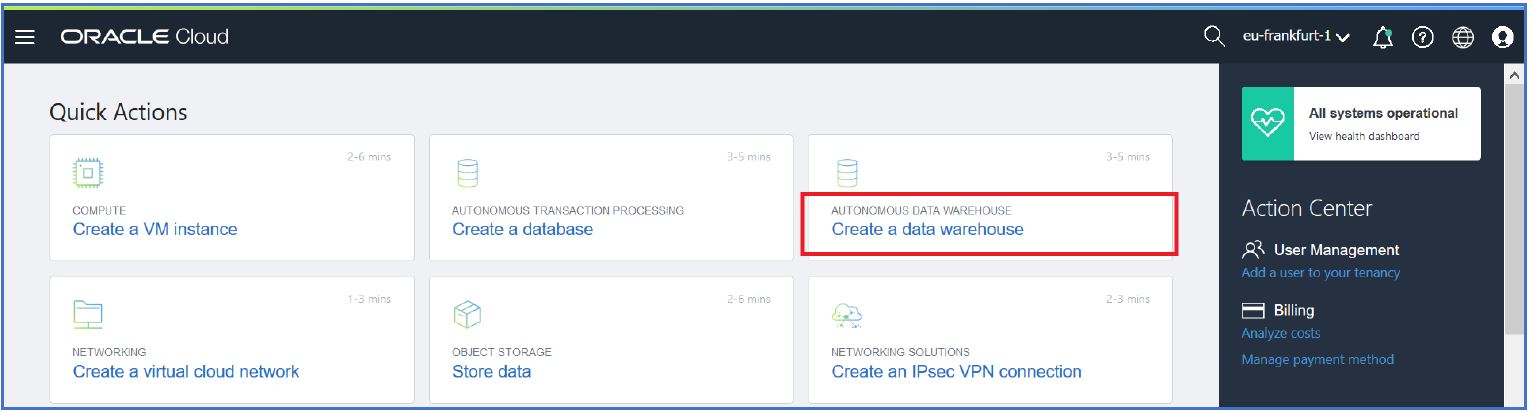 ORACLE Cloud
eu-frankfurt-1
Quick Actions
2-6 mins
COMPUTE
Create a VM instance
3-5 mins
AUTONOMOUS TRANSACTION PROCESSING
Create a database
3-5 mins
AUTONOMOUS DATA WAREHOUSE
Create a data warehouse
1-3 mins
NETWORKING
Create a virtual cloud network
2-6 mins
OBJECT STORAGE
Store data
2-3 mins
NETWORKING SOLUTIONS
Create an IPsec VPN connection
All systems operational
View health dashboard
Action Center
User Management
Add a user to your tenancy
Billing
Analyze costs
Manage payment method